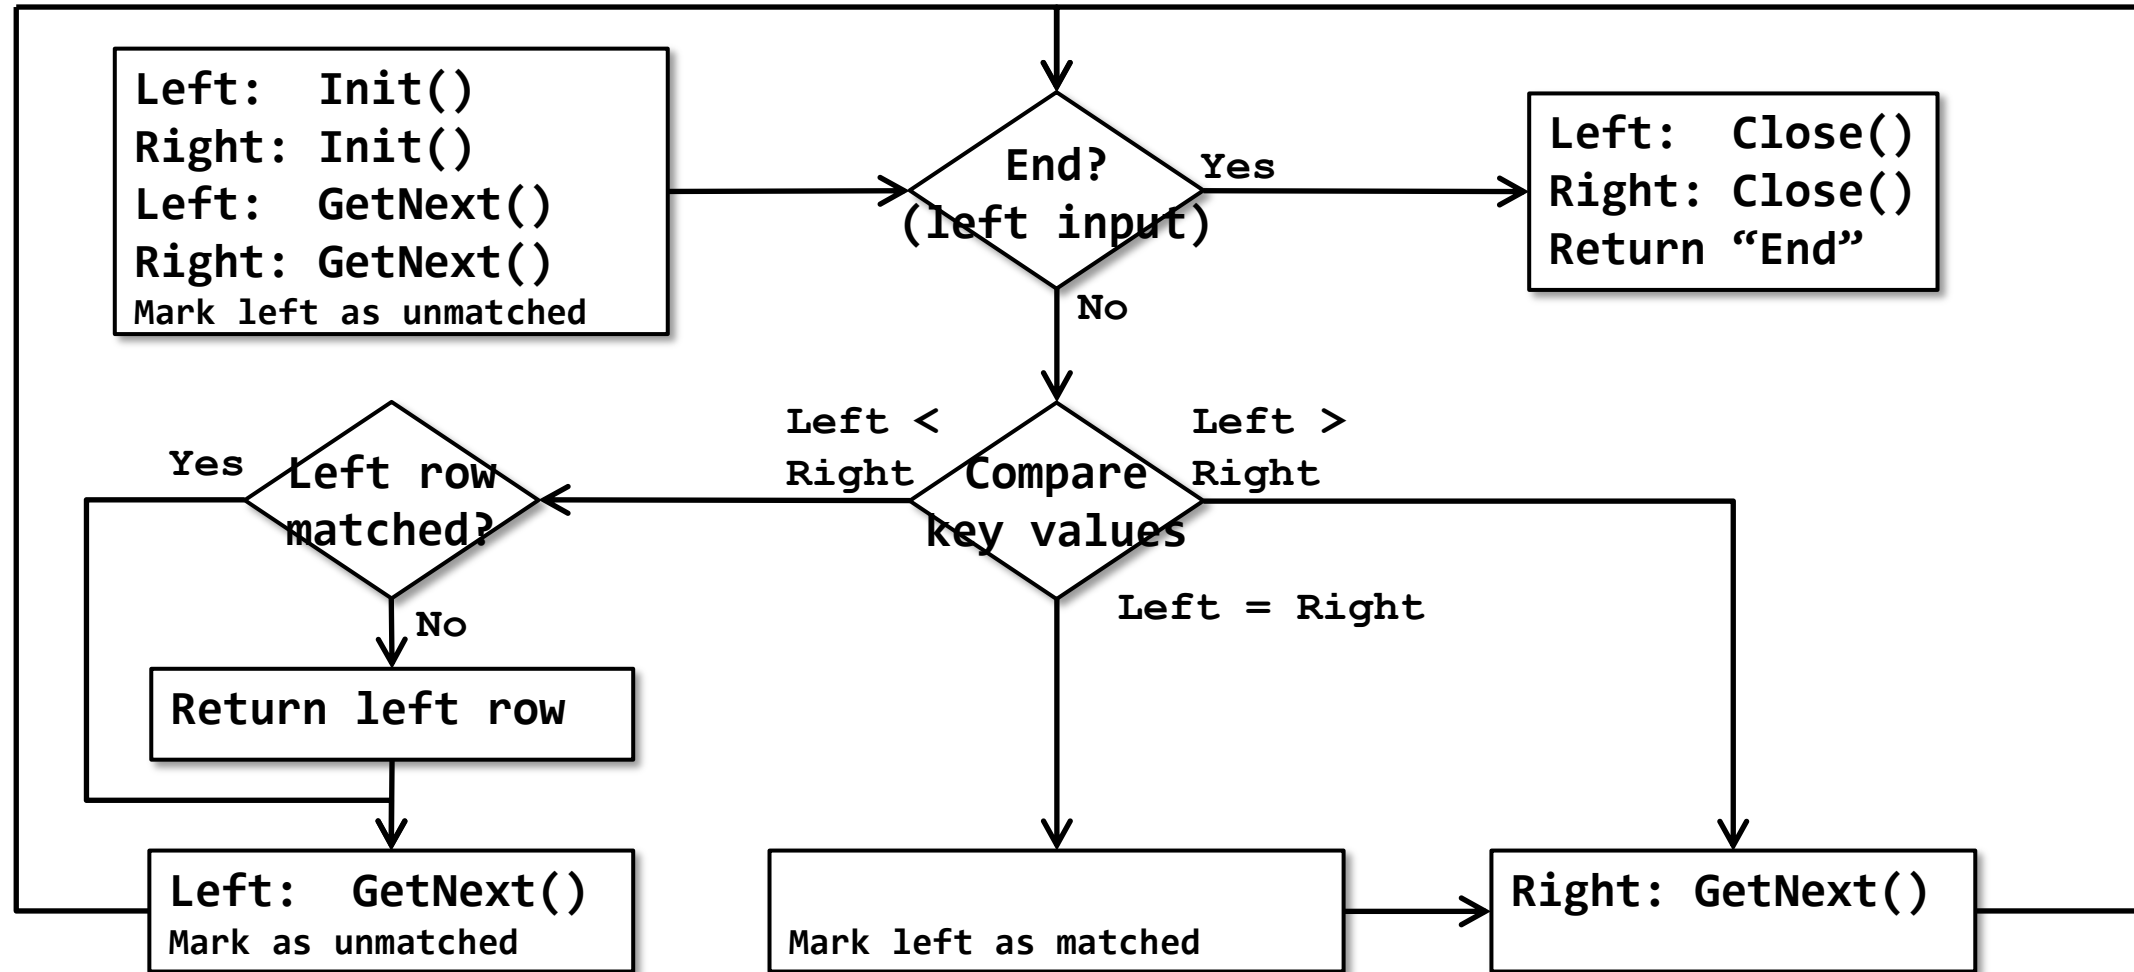 Left:  Init()
Right: Init()
Left:  GetNext()
Right: GetNext()
Mark left as unmatched
End?
(left input)
Yes
No
Left:  Close()
Right: Close()
Return “End”
Left <
Right
Compare
key values
Left >
Right
Left = Right
Yes
Left row
matched?
No
Return left row
Left:  GetNext()
Mark as unmatched
Mark left as matched
Right: GetNext()